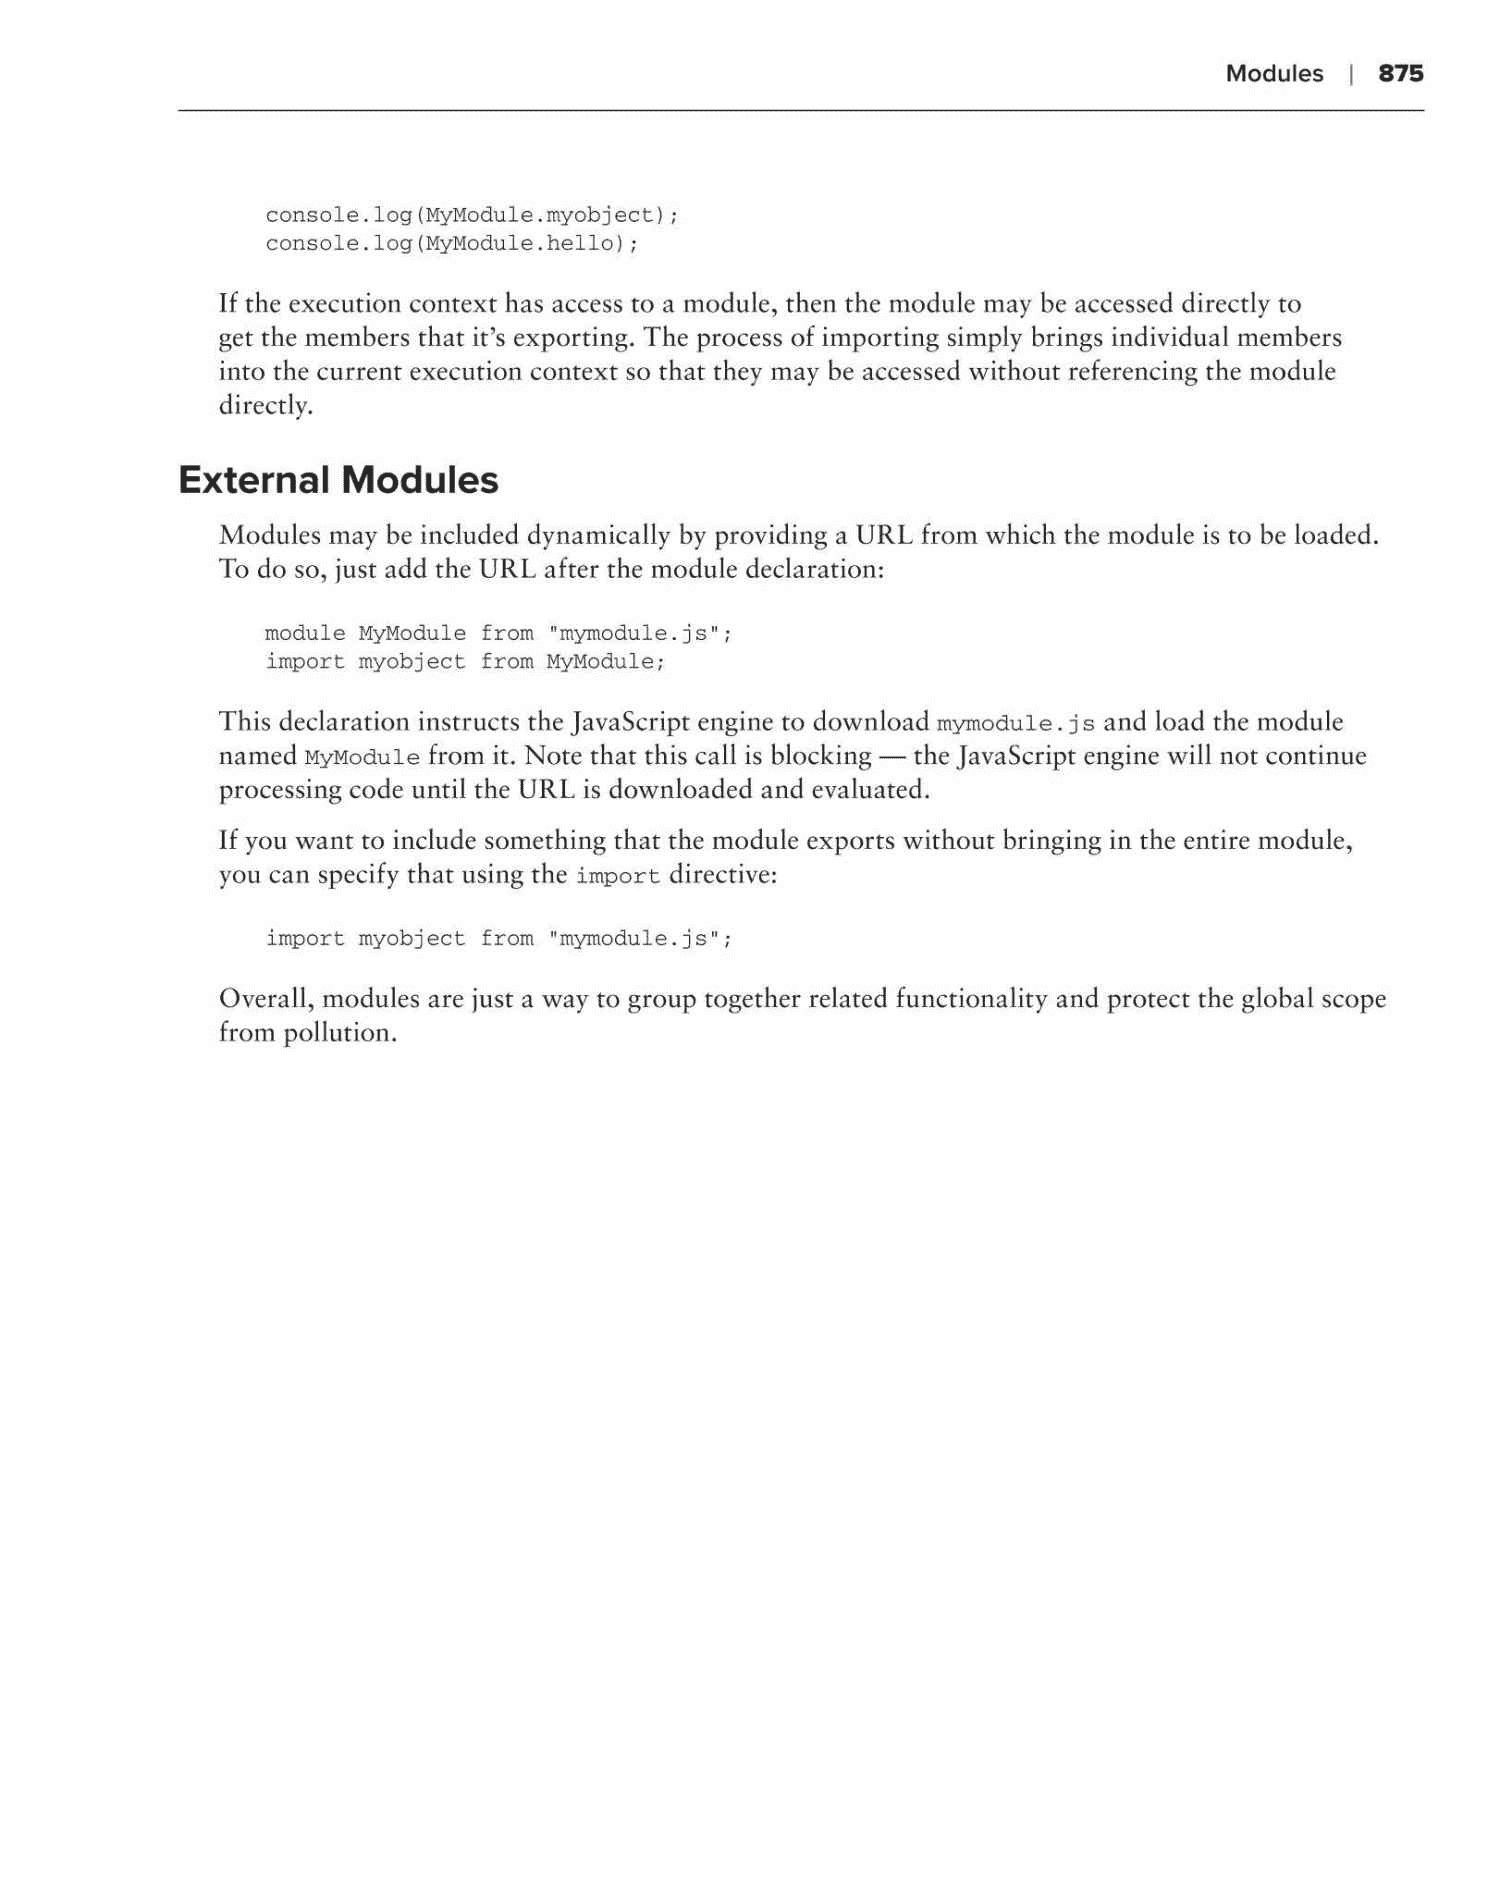 Modules | 875
console.log(MyModule.myobject);
console.log(MyModule.hello);
If the execution context has access to a module, then the module may be accessed directly to
get the members that it’s exporting. The process of importing simply brings individual members
into the current execution context so that they may be accessed without referencing the module
directly.
External Modules
Modules may be included dynamically by providing a URL from which the module is to be loaded.
To do so, just add the URL after the module declaration:
module MyModule from "mymodule.js";
import myobject from MyModule;
This declaration instructs the JavaScript engine to download mymodule.js and load the module
named MyModule from it. Note that this call is blocking — the JavaScript engine will not continue
processing code until the URL is downloaded and evaluated.
If you want to include something that the module exports without bringing in the entire module,
you can specify that using the import directive:
import myobject from "mymodule.js";
Overall, modules are just a way to group together related functionality and protect the global scope
from pollution.